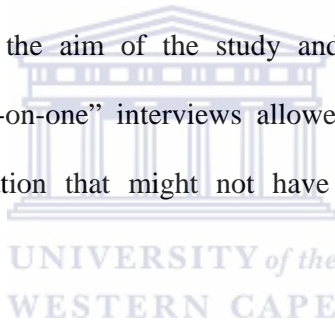 the aim of the study and
-on-one” interviews allowe
ation that might not have
UNIVERSITY of the
WESTERN CAPE